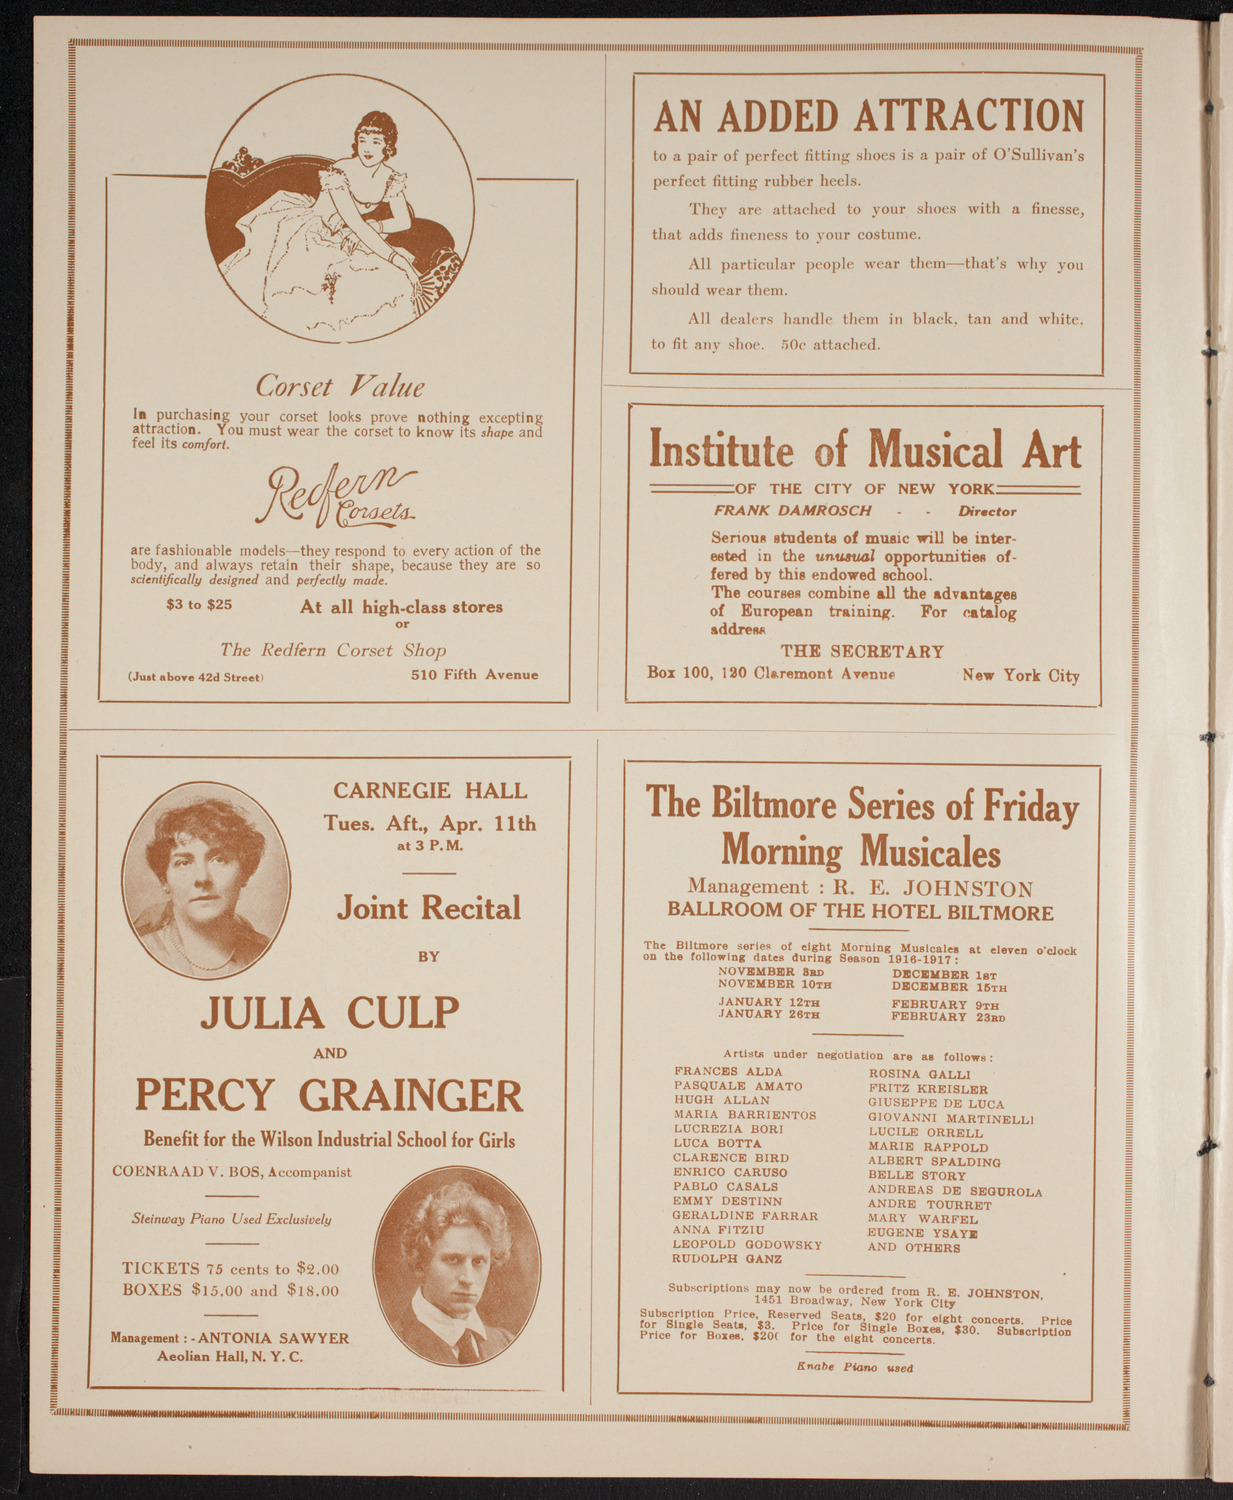 Corset Value
In purchasing your corset looks prove nothing excepting
attraction. You must wear the corset to know its shape and
feel its comfort.
Redfern
Corsets
are fashionable models—they respond to every action of the
body, and always retain their shape, because they are so
scientifically designed and perfectly made.
$3 to $25 At all high-class stores
or
The Redfern Corset Shop
(Just above 42d Street) 510 Fifth Avenue
AN ADDED ATTRACTION
to a pair of perfect fitting shoes is a pair of O'Sullivan's
perfect fitting rubber heels.
They are attached to your shoes with a finesse,
that adds fineness to your costume.
All particular people wear them—that's why you
should wear them.
All dealers handle them in black, tan and white,
to fit any shoe. 50c attached.
Institute of Musical Art
OF THE CITY OF NEW YORK
FRANK DAMROSCH - - Director
Serious students of music will be inter-
ested in the unusual opportunities of-
fered by this endowed school.
The courses combine all the advantages
of European training. For catalog
address
THE SECRETARY
Box 100, 120 Claremont Avenue New York City
CARNEGIE HALL
Tues. Aft., Apr. 11th
at 3 P.M.
Joint Recital
BY
JULIA CULP
AND
PERCY GRAINGER
Benefit for the Wilson Industrial School for Girls
COENRAAD V. BOS, Accompanist
Steinway Piano Used Exclusively
TICKETS 75 cents to $2.00
BOXES $15.00 and $18.00
Management :-ANTONIA SAWYER
Aeolian Hall, N. Y. C.
The Biltmore Series of Friday
Morning Musicales
Management : R. E. JOHNSTON
BALLROOM OF THE HOTEL BILTMORE
The Biltmore series of eight Morning Musicales at eleven o'clock
on the following dates during Season 1916-1917:
NOVEMBER 3RD DECEMBER 1ST
NOVEMBER 10TH DECEMBER 15TH
JANUARY 12TH FEBRUARY 9TH
JANUARY 26TH FEBRUARY 23RD
Artists under negotiation are as follows:
FRANCES ALDA
PASQUALE AMATO
HUGH ALLAN
MARIA BARRIENTOS
LUCREZIA BORI
LUCA BOTTA
CLARENCE BIRD
ENRICO CARUSO
PABLO CASALS
EMMY DESTINN
GERALDINE FARRAR
ANNA FITZIU
LEOPOLD GODOWSKY
RUDOLPH GANZ
ROSINA GALLI
FRITZ KREISLER
GIUSEPPE DE LUCA
GIOVANNI MARTINELLI
LUCILE ORRELL
MARIE RAPPOLD
ALBERT SPALDING
BELLE STORY
ANDREAS DE SEGUROLA
ANDRE TOURRET
MARY WARFEL
EUGENE YSAYE
AND OTHERS
Subscriptions may now be ordered from R. E. JOHNSTON,
1451 Broadway, New York City
Subscription Price, Reserved Seats, $20 for eight concerts. Price
for Single Seats, $3. Price for Single Boxes, $30. Subscription
Price for Boxes, $200 for the eight concerts.
Knabe Piano used